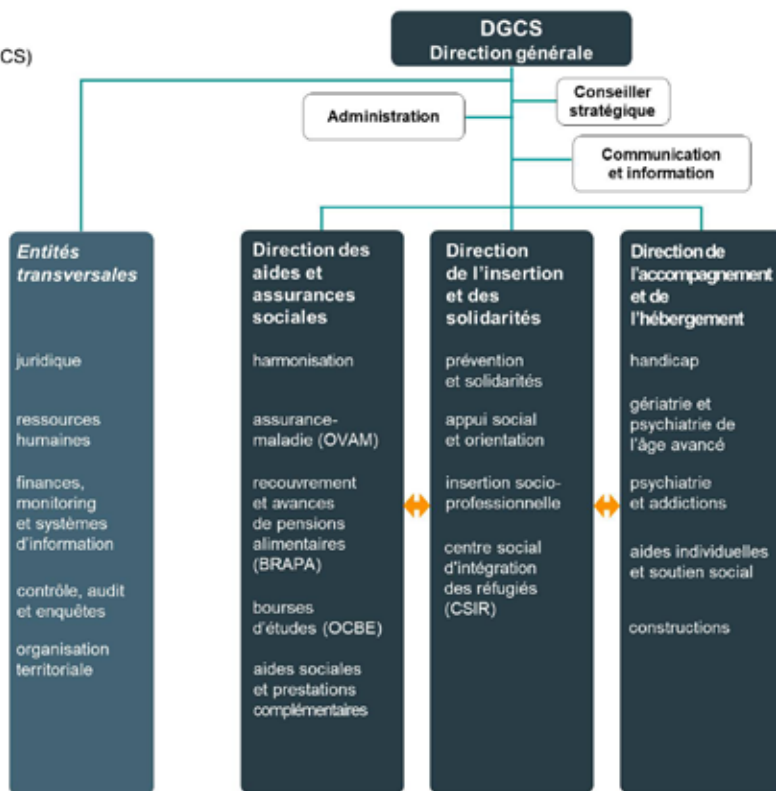 CS)
DGCS
Direction générale
Conseiller
stratégique
Administration
Communication
et information
Entités
transversales
juridique
ressources
humaines
finances,
monitoring
et systèmes
d'information
contrôle, audit
et enquêtes
organisation
territoriale
Direction des
aides et
assurances
sociales
harmonisation
assurance-
maladie (OVAM)
recouvrement
et avances
de pensions
alimentaires
(BRAPA)
bourses
d'études (OCBE)
aides sociales
et prestations
complémentaires
Direction
de l'insertion
et des
solidarités
prévention
et solidarités
appui social
et orientation
insertion socio-
professionnelle
centre social
d'intégration
des réfugiés
(CSIR)
Direction de
l'accompagnement
et de
l'hébergement
handicap
gériatrie et
psychiatrie de
l'âge avancé
psychiatrie
et addictions
aides individuelles
et soutien social
constructions